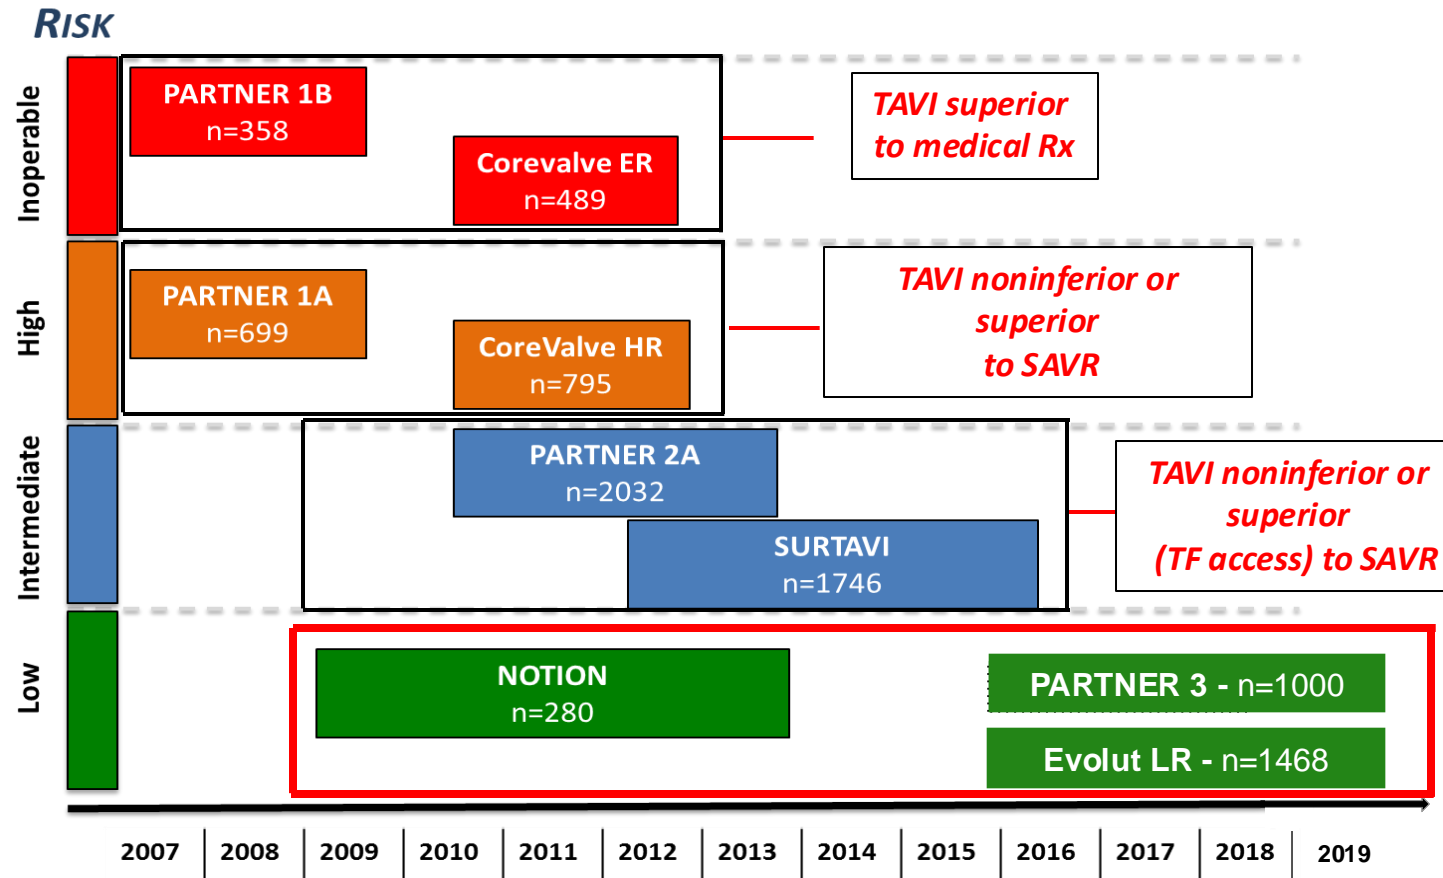 RISK
Inoperable
PARTNER 1B
n=358
Corevalve ER
n=489
TAVI superior
to medical Rx
High
PARTNER 1A
n=699
CoreValve HR
n=795
TAVI noninferior or
superior
to SAVR
Intermediate
PARTNER 2A
n=2032
SURTAVI
n=1746
TAVI noninferior or
superior
(TF access) to SAVR
Low
NOTION
n=280
PARTNER 3 - n=1000
Evolut LR - n=1468
2007 2008 2009 2010 2011 2012 2013 2014 2015 2016 2017 2018 2019